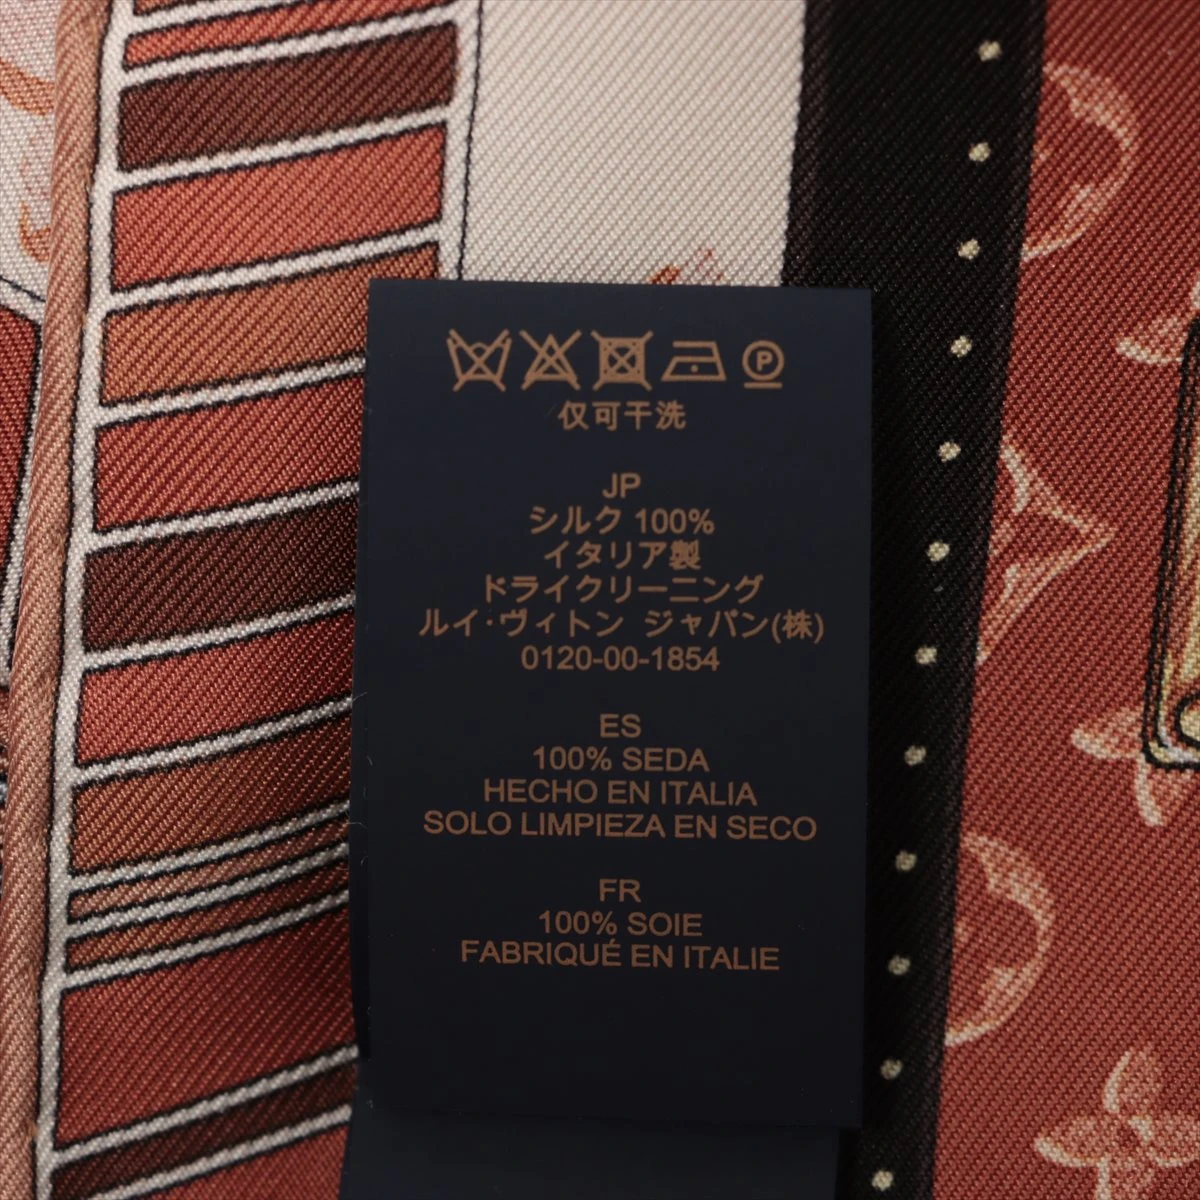 P
仅可干洗
JP
シルク 100%
イタリア製
ドライクリーニング
ルイ・ヴィトン ジャパン(株)
0120-00-1854
ES
100% SEDA
HECHO EN ITALIA
SOLO LIMPIEZA EN SECO
FR
100% SOIE
FABRIQUÉ EN ITALIE